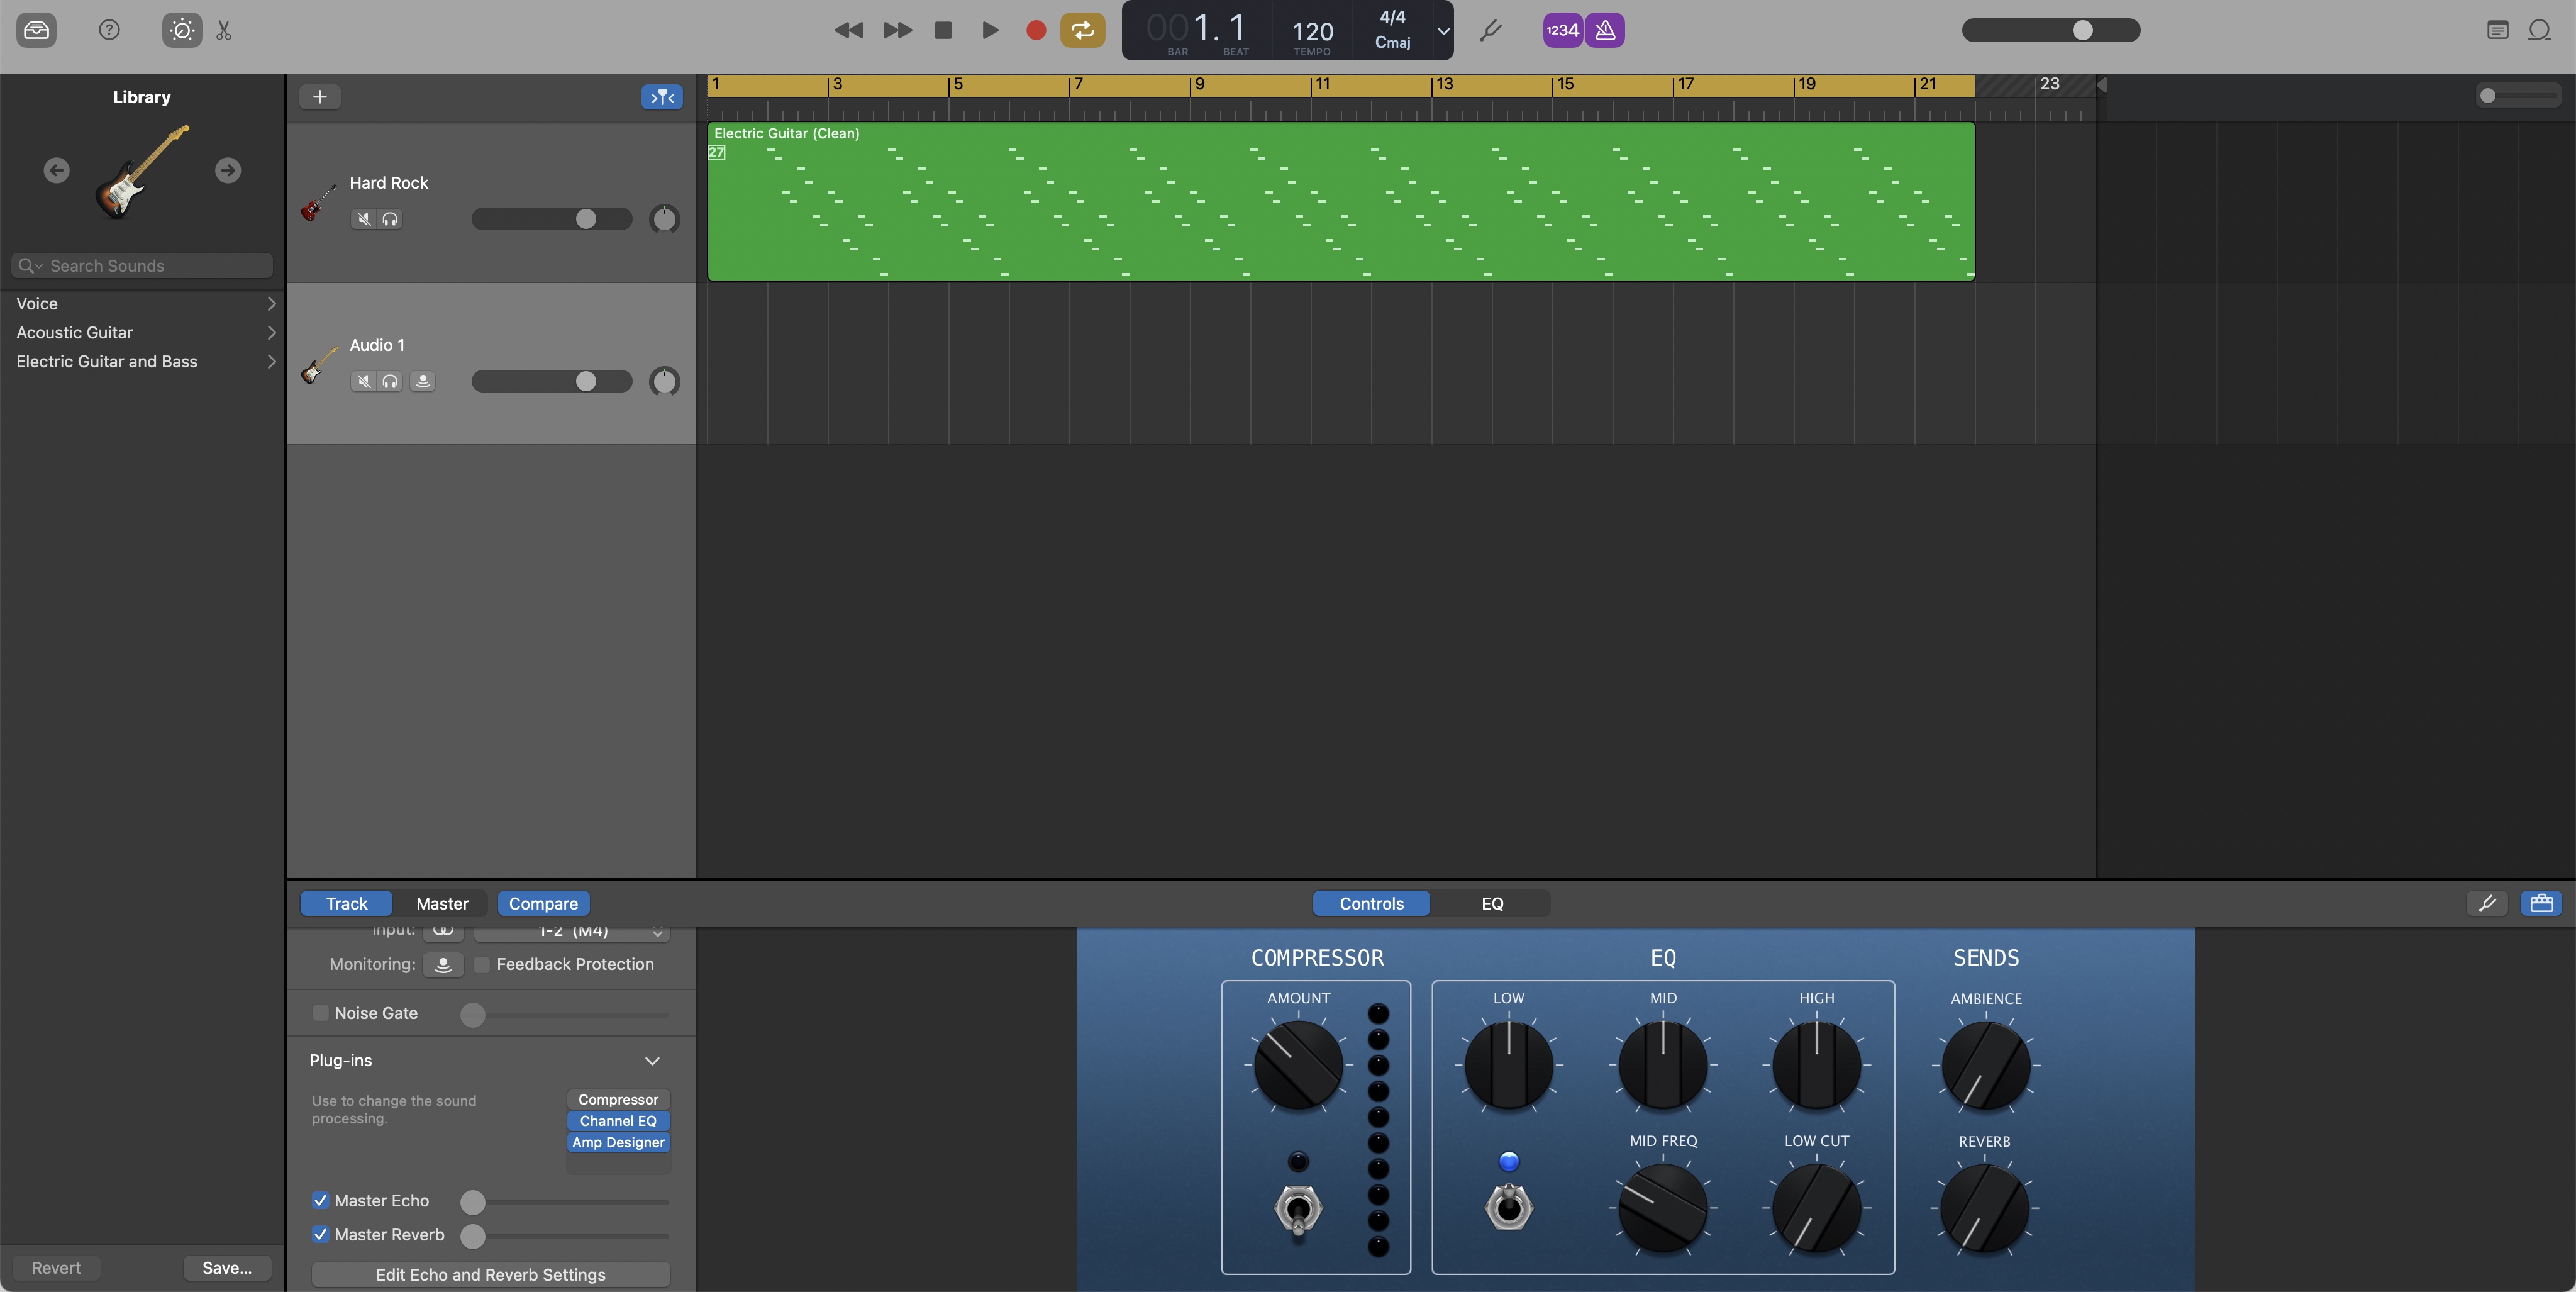 001.1
BAR
BEAT
120
TEMPO
4/4
Cmaj
1234
Library
Search Sounds
Voice
Acoustic Guitar
Electric Guitar and Bass
Revert
Save...
1 3 5 7 9 11 13 15 17 19 21 23
Hard Rock
Electric Guitar (Clean)
27
Audio 1
Track
Master
Compare
Controls
EQ
Input:
1-2 (M4)
Monitoring:
Feedback Protection
Noise Gate
Plug-ins
Use to change the sound
processing.
Compressor
Channel EQ
Amp Designer
Master Echo
Master Reverb
Edit Echo and Reverb Settings
COMPRESSOR
AMOUNT
EQ
LOW
MID
HIGH
MID FREQ
LOW CUT
SENDS
AMBIENCE
REVERB